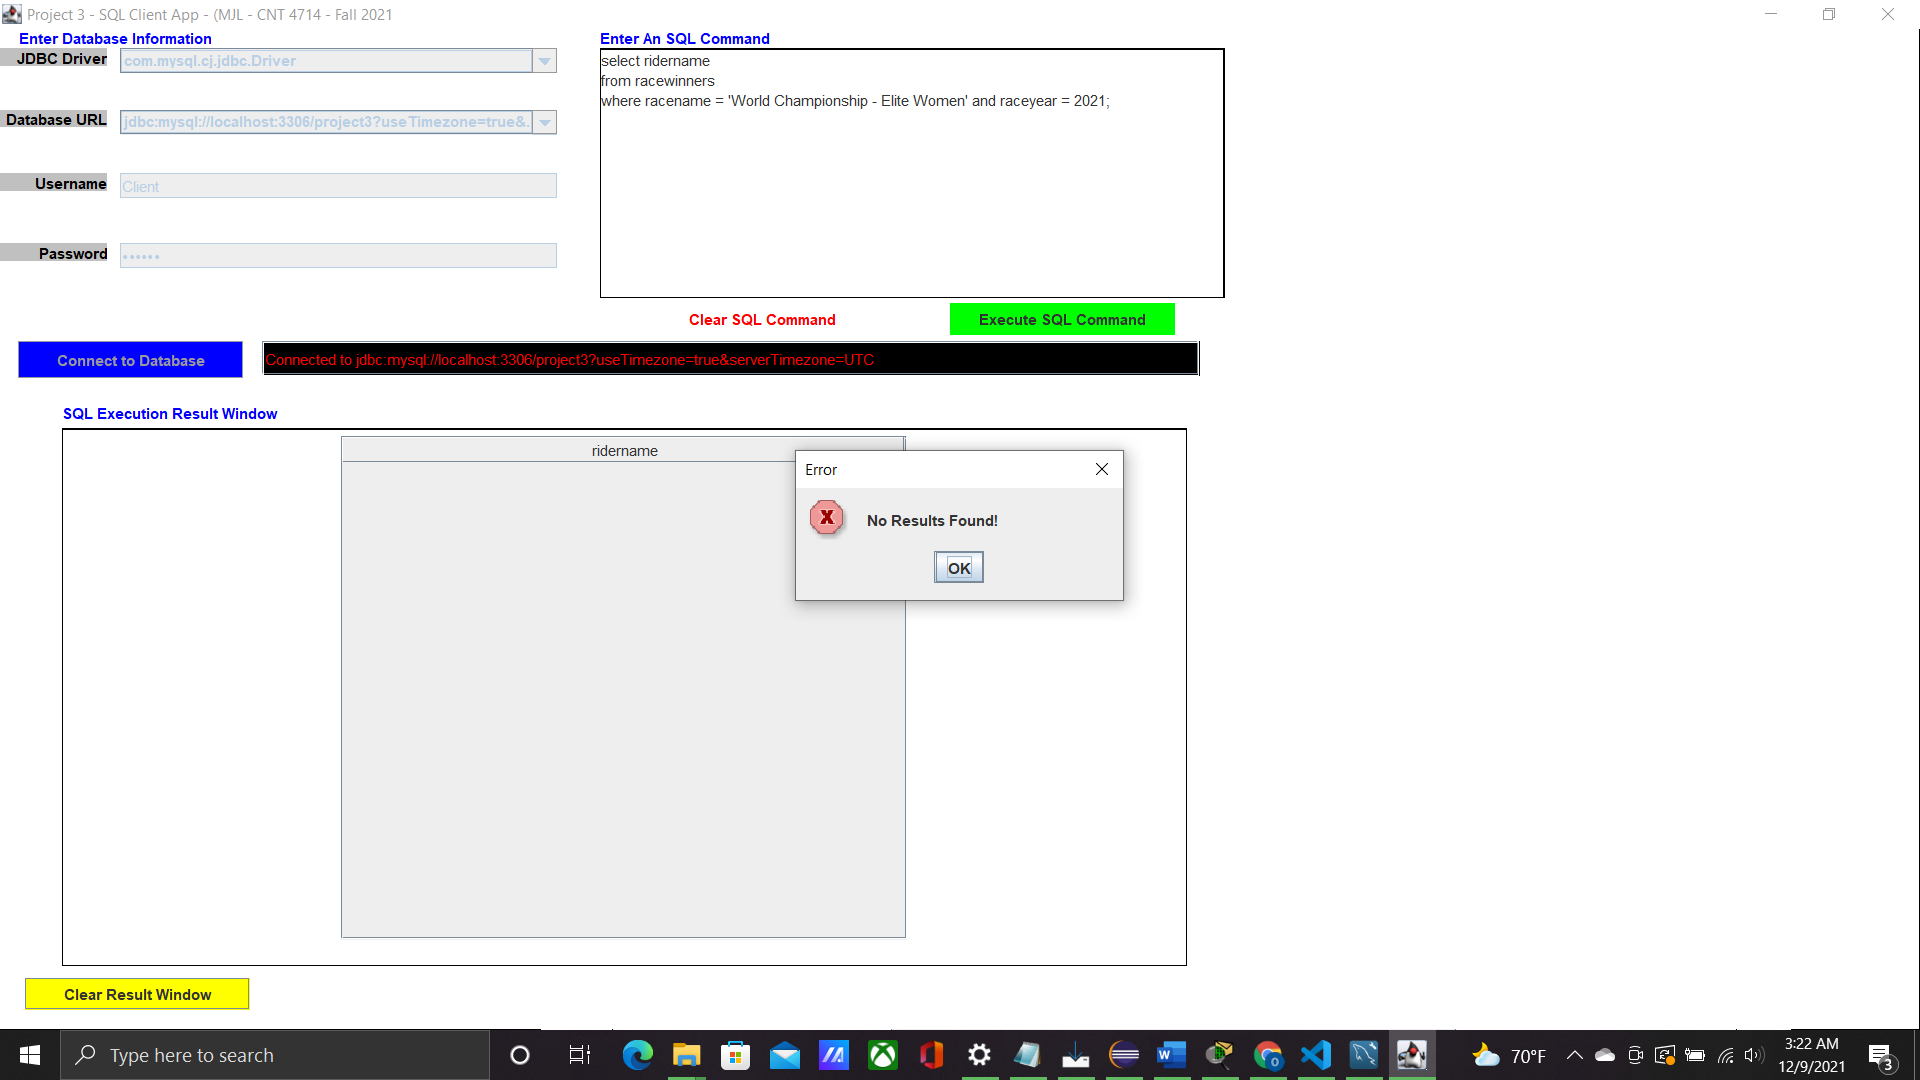 Project 3 - SQL Client App - (MJL - CNT 4714 - Fall 2021
Enter Database Information
JDBC Driver
com.mysql.cj.jdbc.Driver
Database URL
jdbc:mysql://localhost:3306/project3?useTimezone=true&.
Username
Client
Password
••••••
Enter An SQL Command
select ridername
from racewinners
where racename = 'World Championship - Elite Women' and raceyear = 2021;
Clear SQL Command
Execute SQL Command
Connect to Database
Connected to jdbc:mysql://localhost:3306/project3?useTimezone=true&serverTimezone=UTC
SQL Execution Result Window
ridername
Error
No Results Found!
OK
Clear Result Window
Type here to search
70°F
3:22 AM
12/9/2021
3